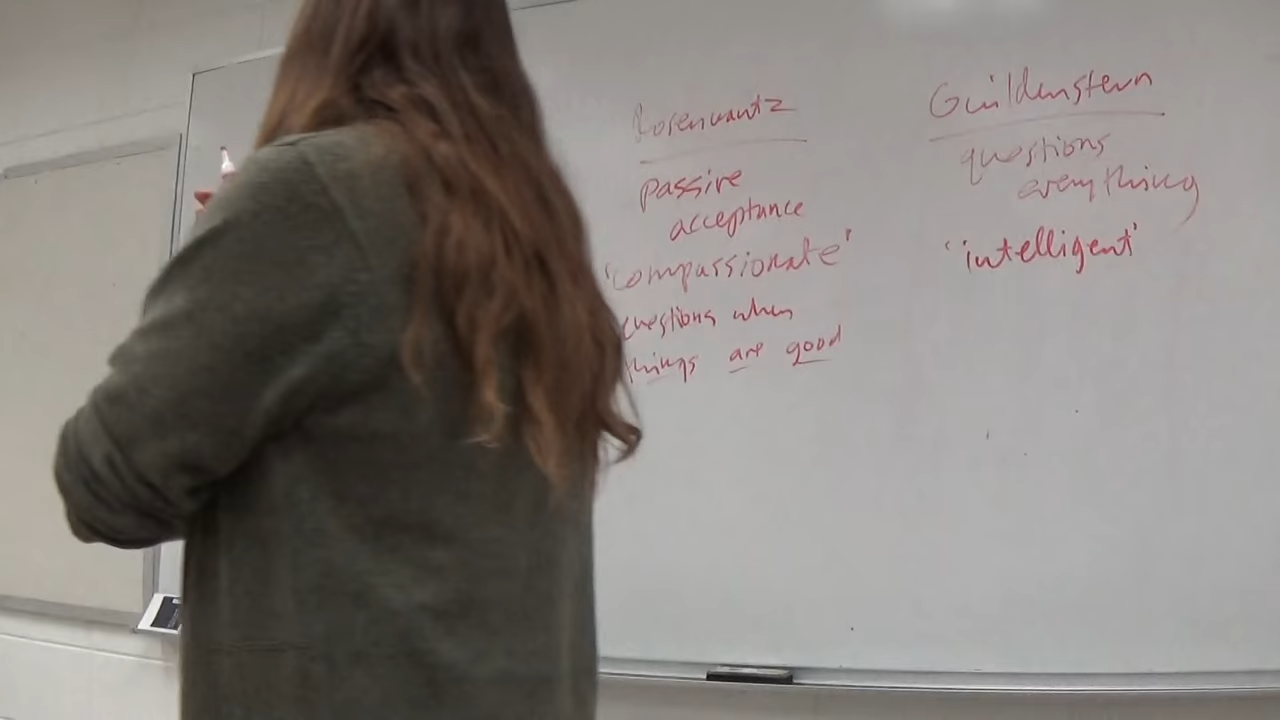 Rosencrantz
passive
acceptance
'compassionate'
questions when
things are good
Guildenstern
questions
everything
'intelligent'